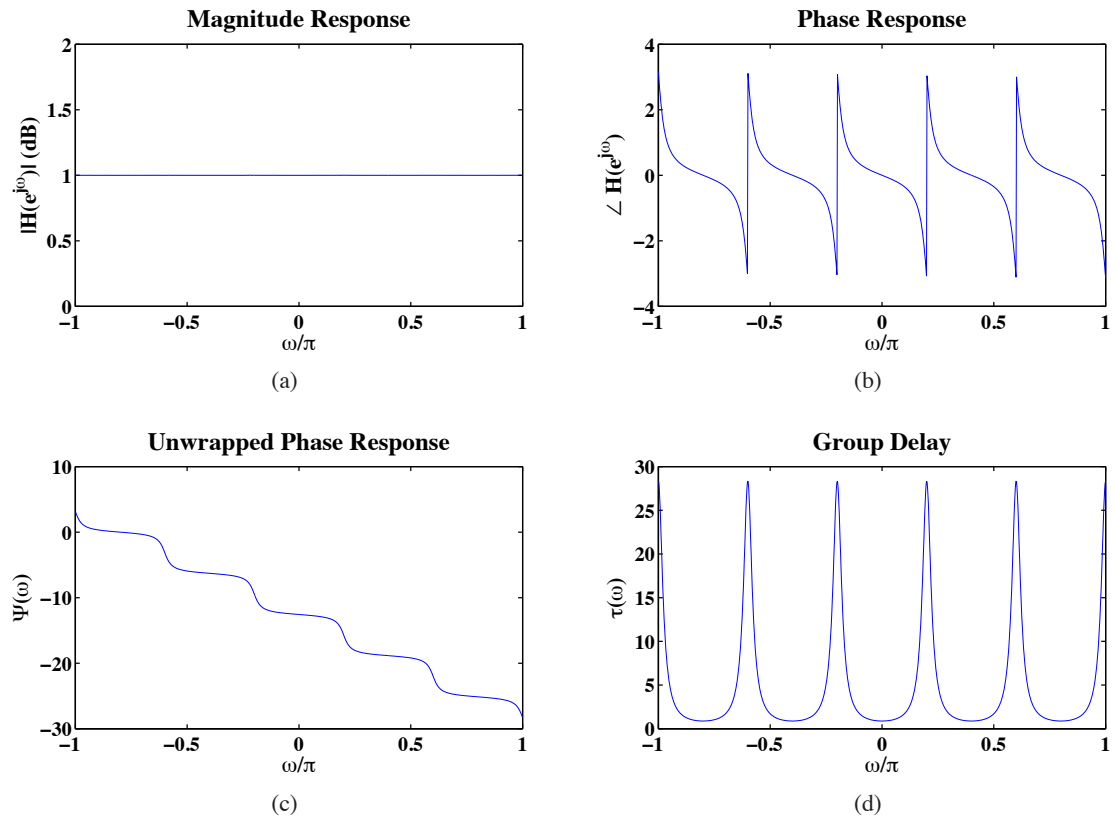 Magnitude Response
|H(e^{jω})| (dB)
2
1.5
1
0.5
0
−1
−0.5
0
0.5
1
ω/π
(a)
Phase Response
∠ H(e^{jω})
4
2
0
−2
−4
−1
−0.5
0
0.5
1
ω/π
(b)
Unwrapped Phase Response
Ψ(ω)
10
0
−10
−20
−30
−1
−0.5
0
0.5
1
ω/π
(c)
Group Delay
τ(ω)
30
25
20
15
10
5
0
−1
−0.5
0
0.5
1
ω/π
(d)